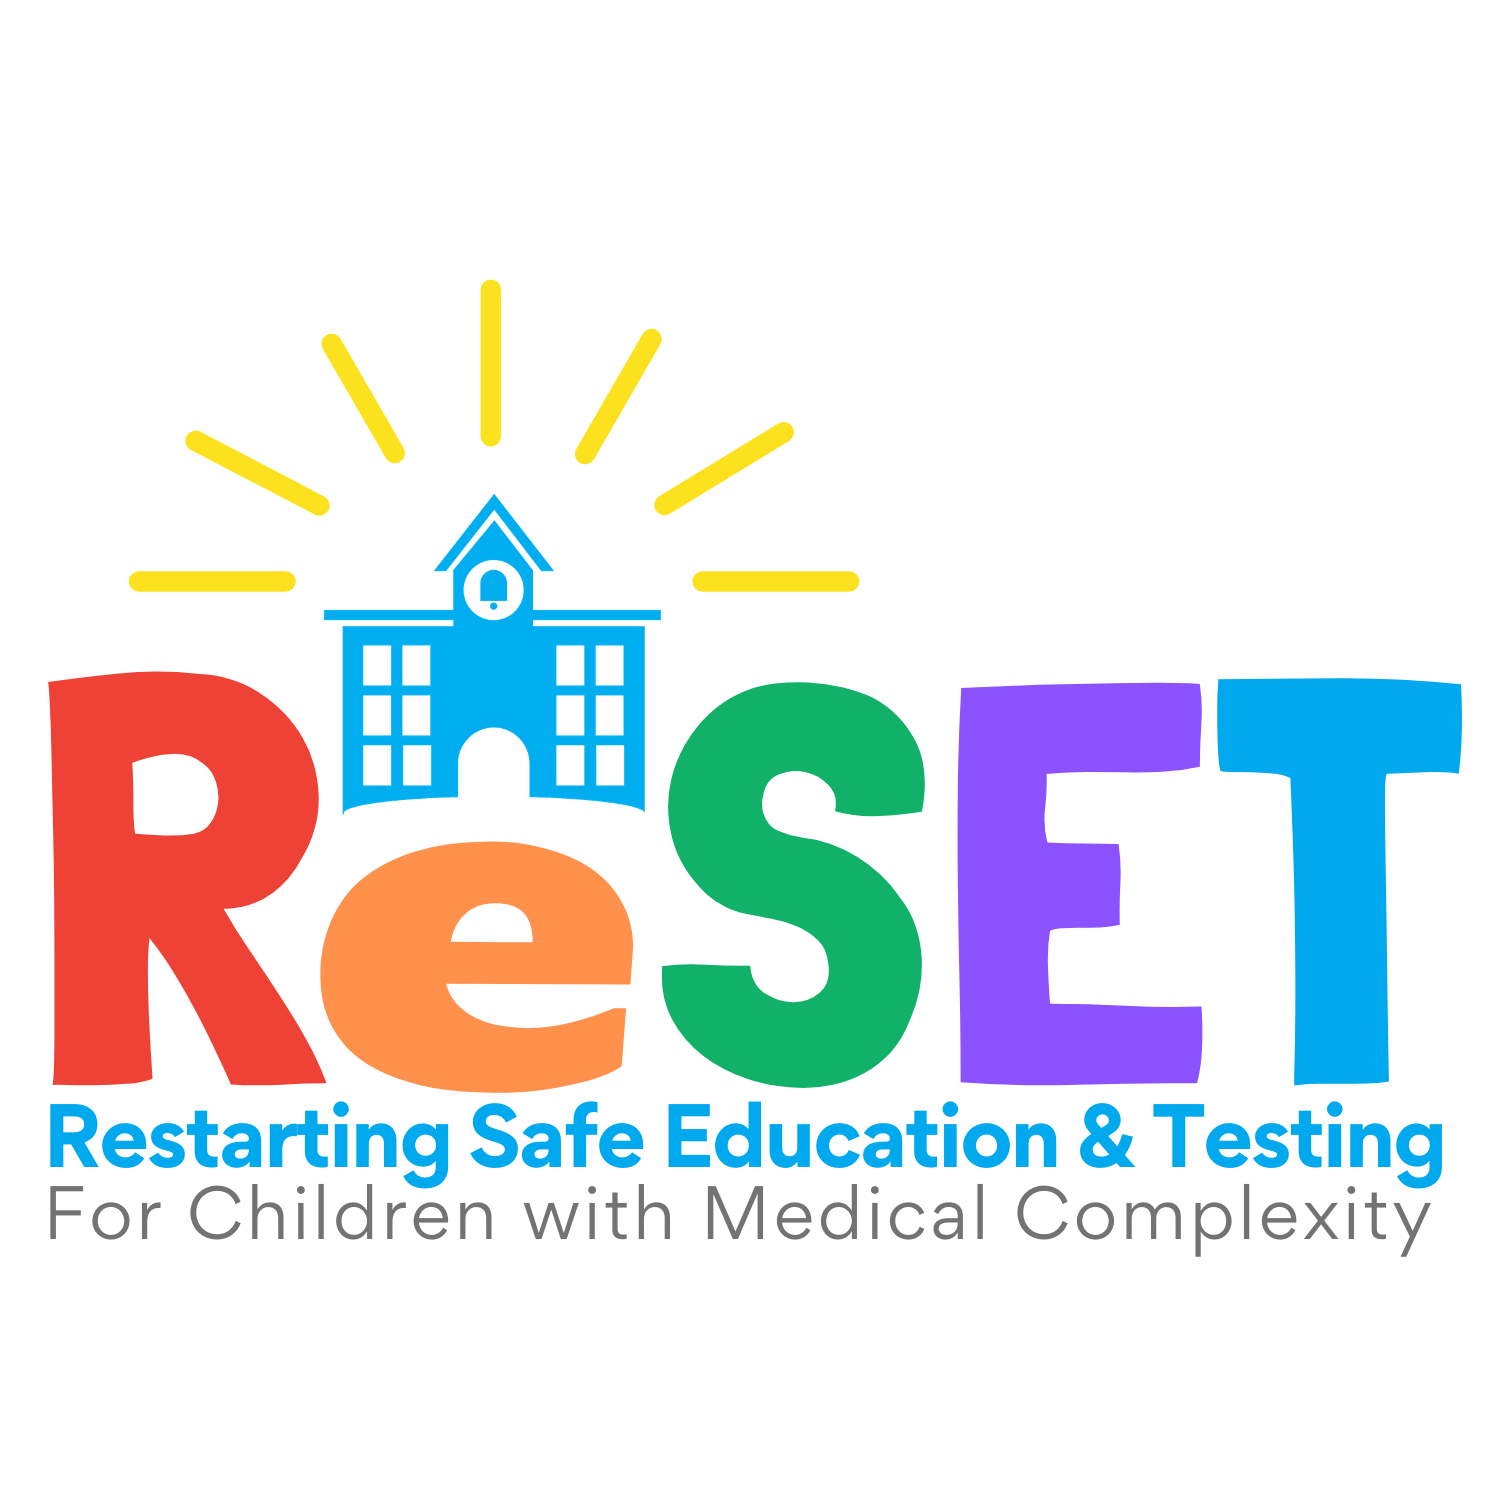 ReSET
Restarting Safe Education & Testing
For Children with Medical Complexity